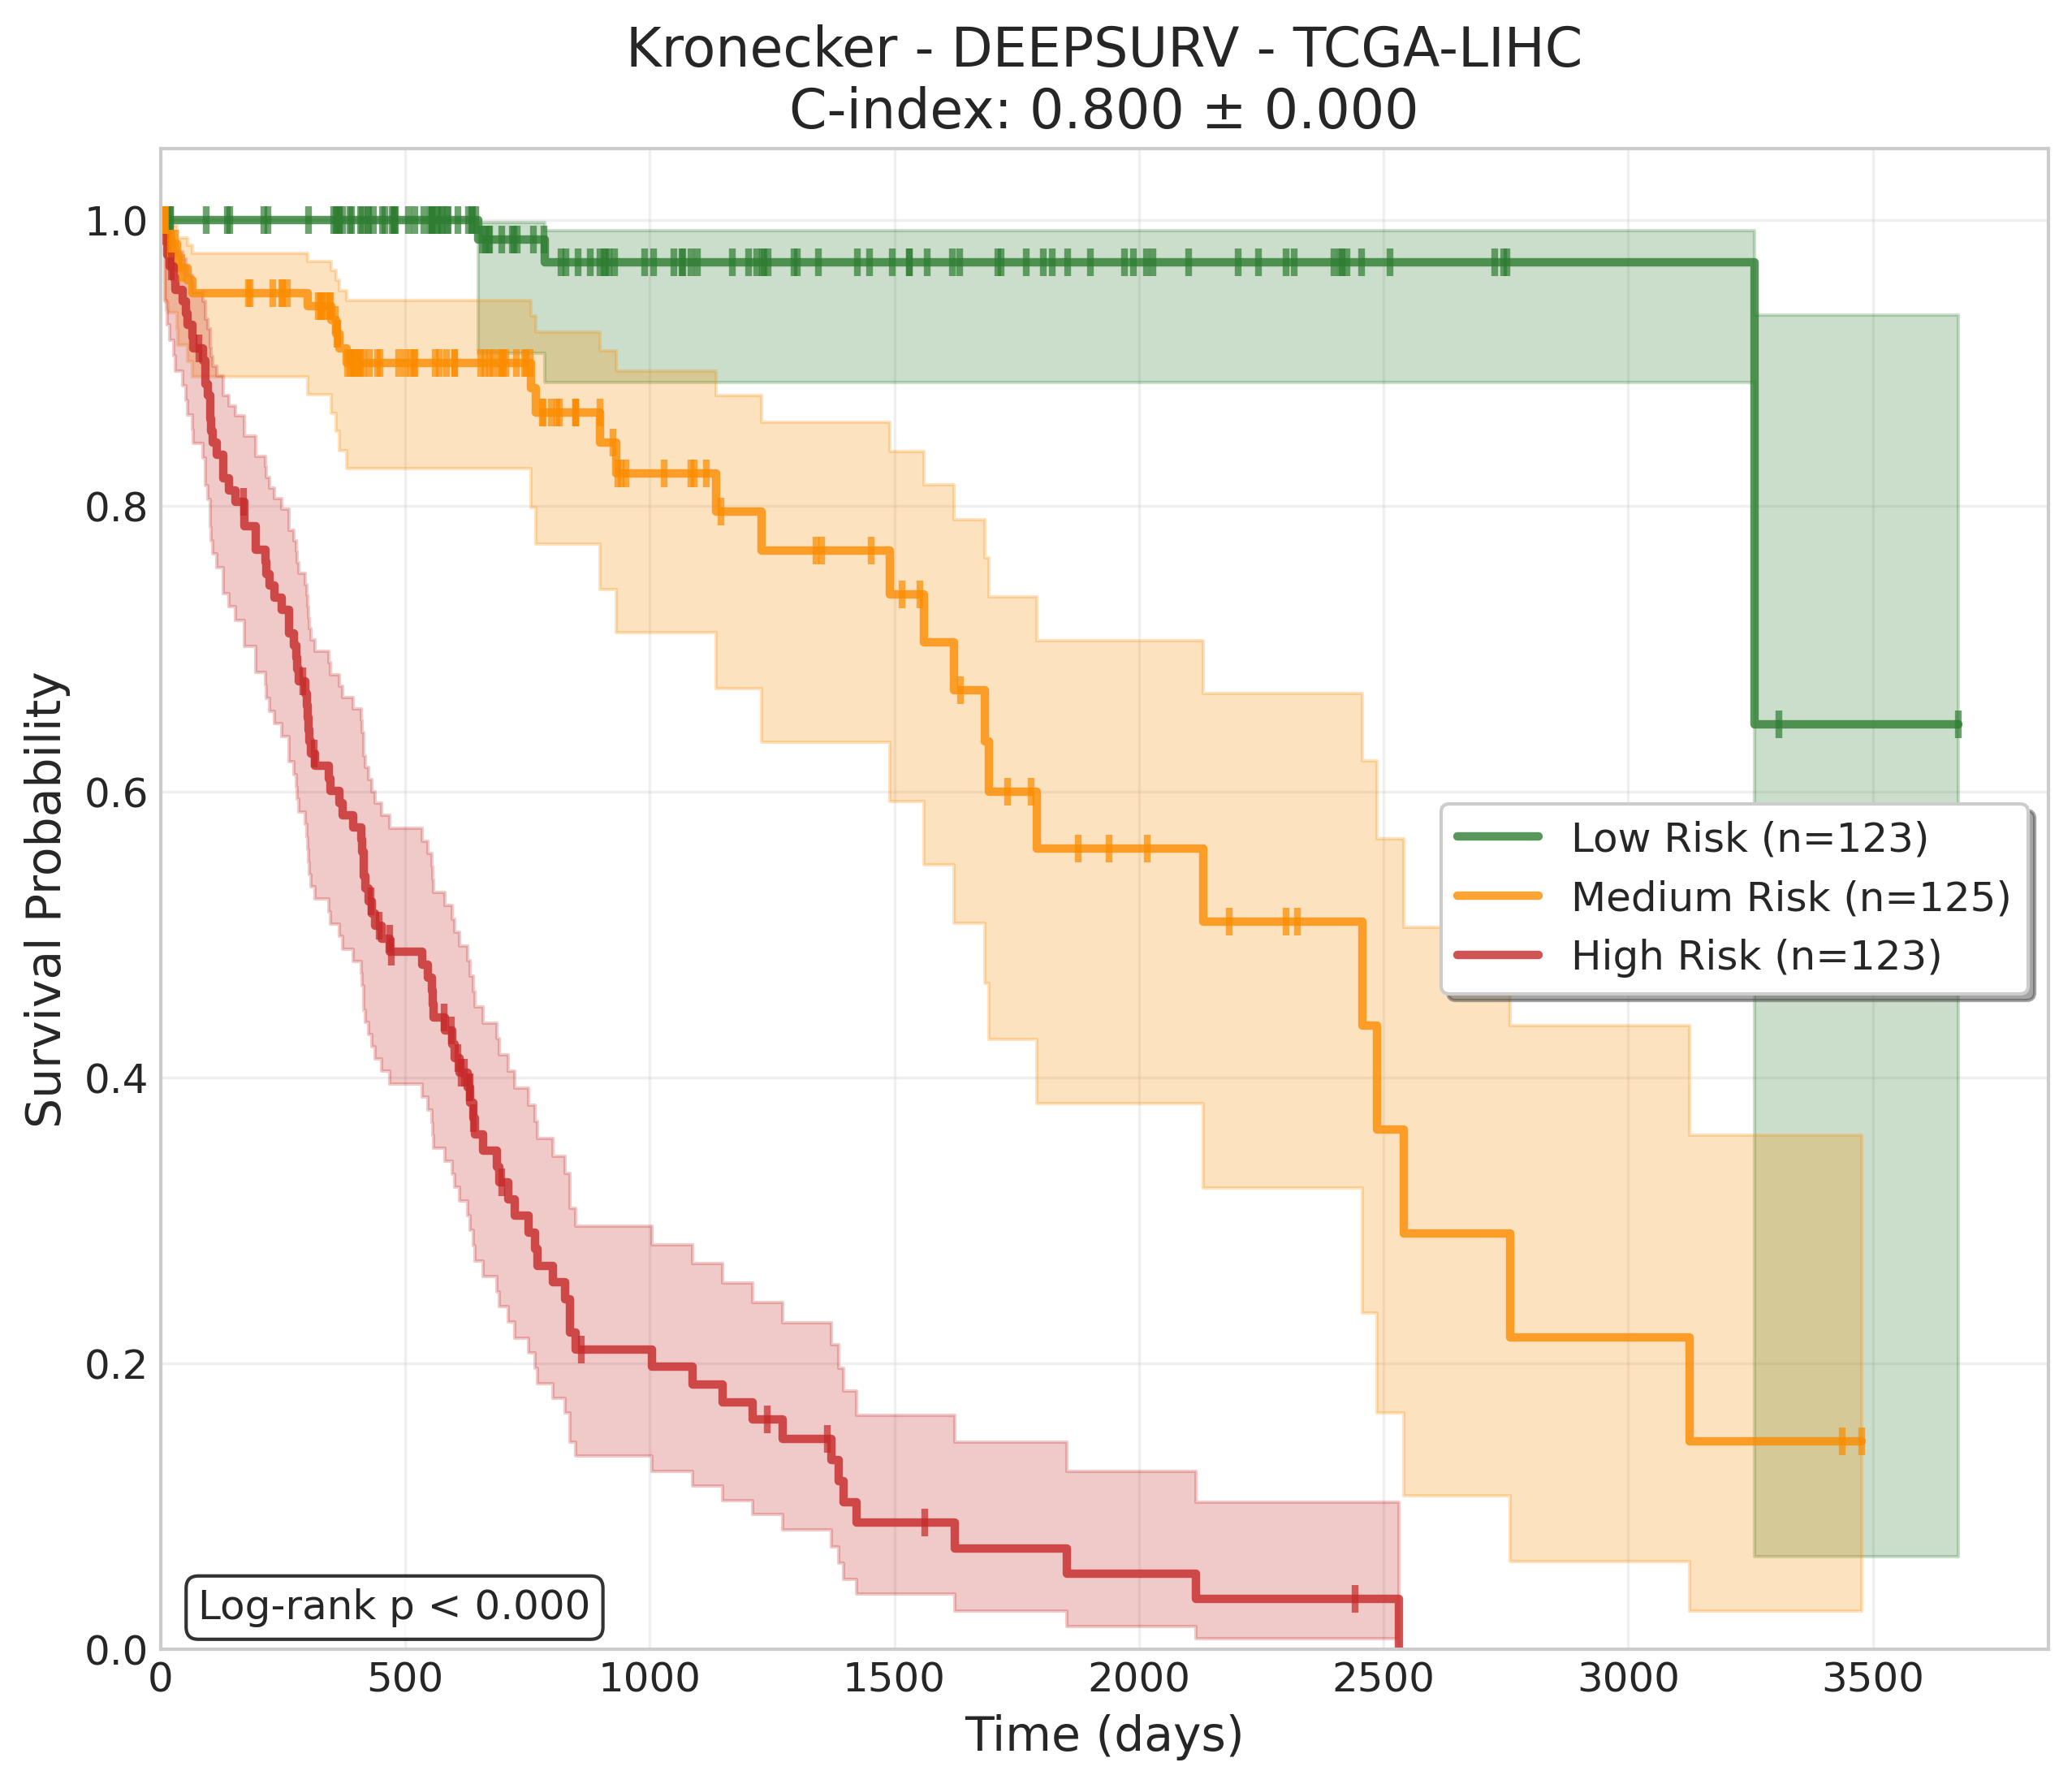 Kronecker - DEEPSURV - TCGA-LIHC
C-index: 0.800 ± 0.000
Survival Probability
1.0
0.8
0.6
0.4
0.2
0.0
Low Risk (n=123)
Medium Risk (n=125)
High Risk (n=123)
Log-rank p < 0.000
0 500 1000 1500 2000 2500 3000 3500
Time (days)